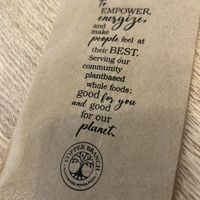 To
EMPOWER,
energize,
and
make
people feel at
their BEST.
Serving our
community
plantbased
whole foods;
good for you
and good
for our
planet.
COPPER BRANCH